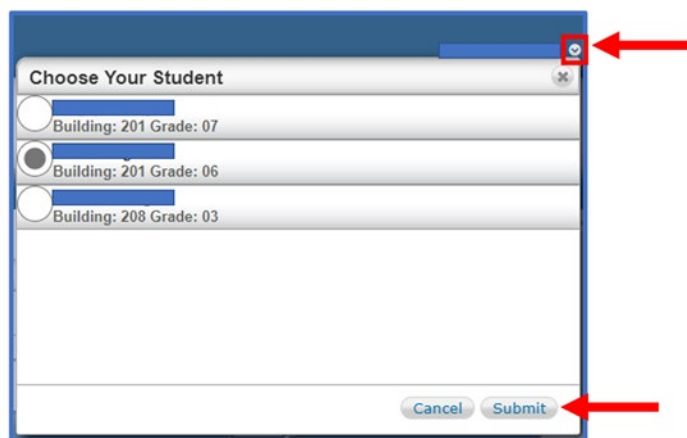 Choose Your Student
Building: 201 Grade: 07
Building: 201 Grade: 06
Building: 208 Grade: 03
Cancel Submit